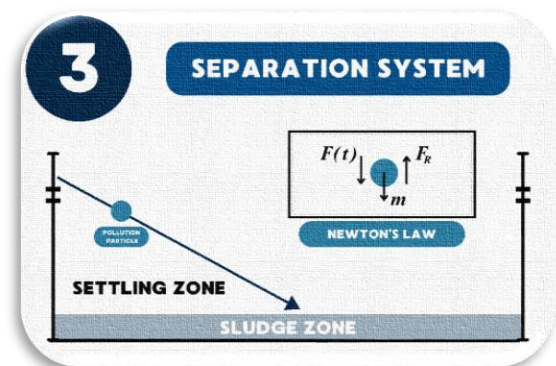 3
SEPARATION SYSTEM
F(t)
F_R
m
POLLUTION
PARTICLE
NEWTON'S LAW
SETTLING ZONE
SLUDGE ZONE